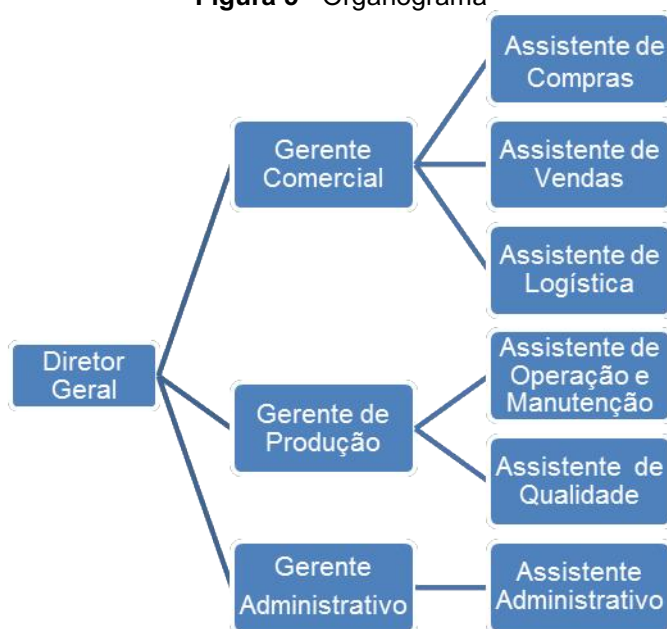 Organograma
Assistente de
Compras
Gerente
Comercial
Assistente de
Vendas
Assistente de
Logística
Diretor
Geral
Gerente de
Produção
Assistente de
Operação e
Manutenção
Assistente de
Qualidade
Gerente
Administrativo
Assistente
Administrativo